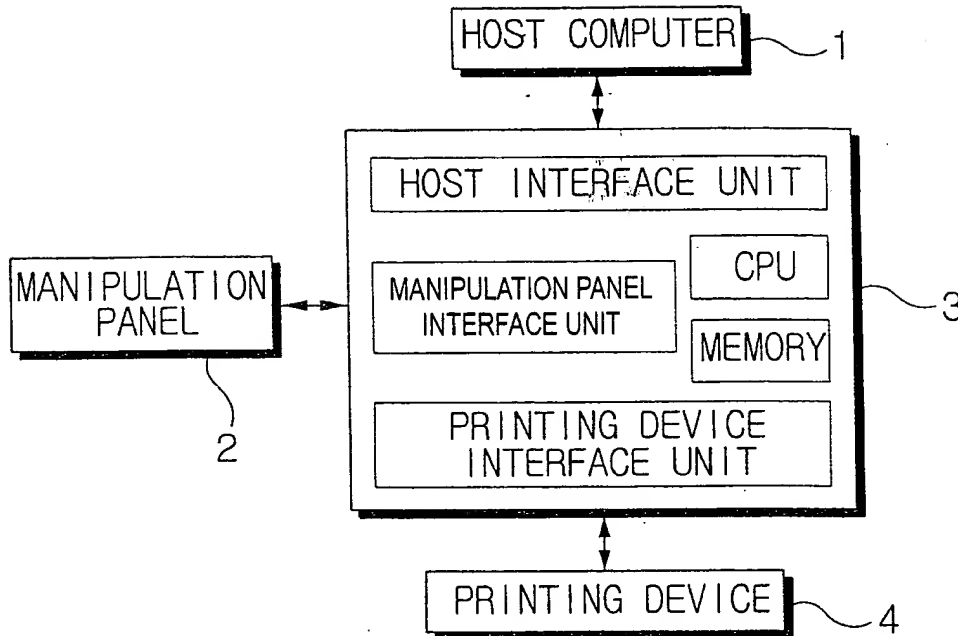 HOST COMPUTER
1
HOST INTERFACE UNIT
CPU
MANIPULATION PANEL
INTERFACE UNIT
MEMORY
3
MANIPULATION
PANEL
2
PRINTING DEVICE
INTERFACE UNIT
PRINTING DEVICE
4